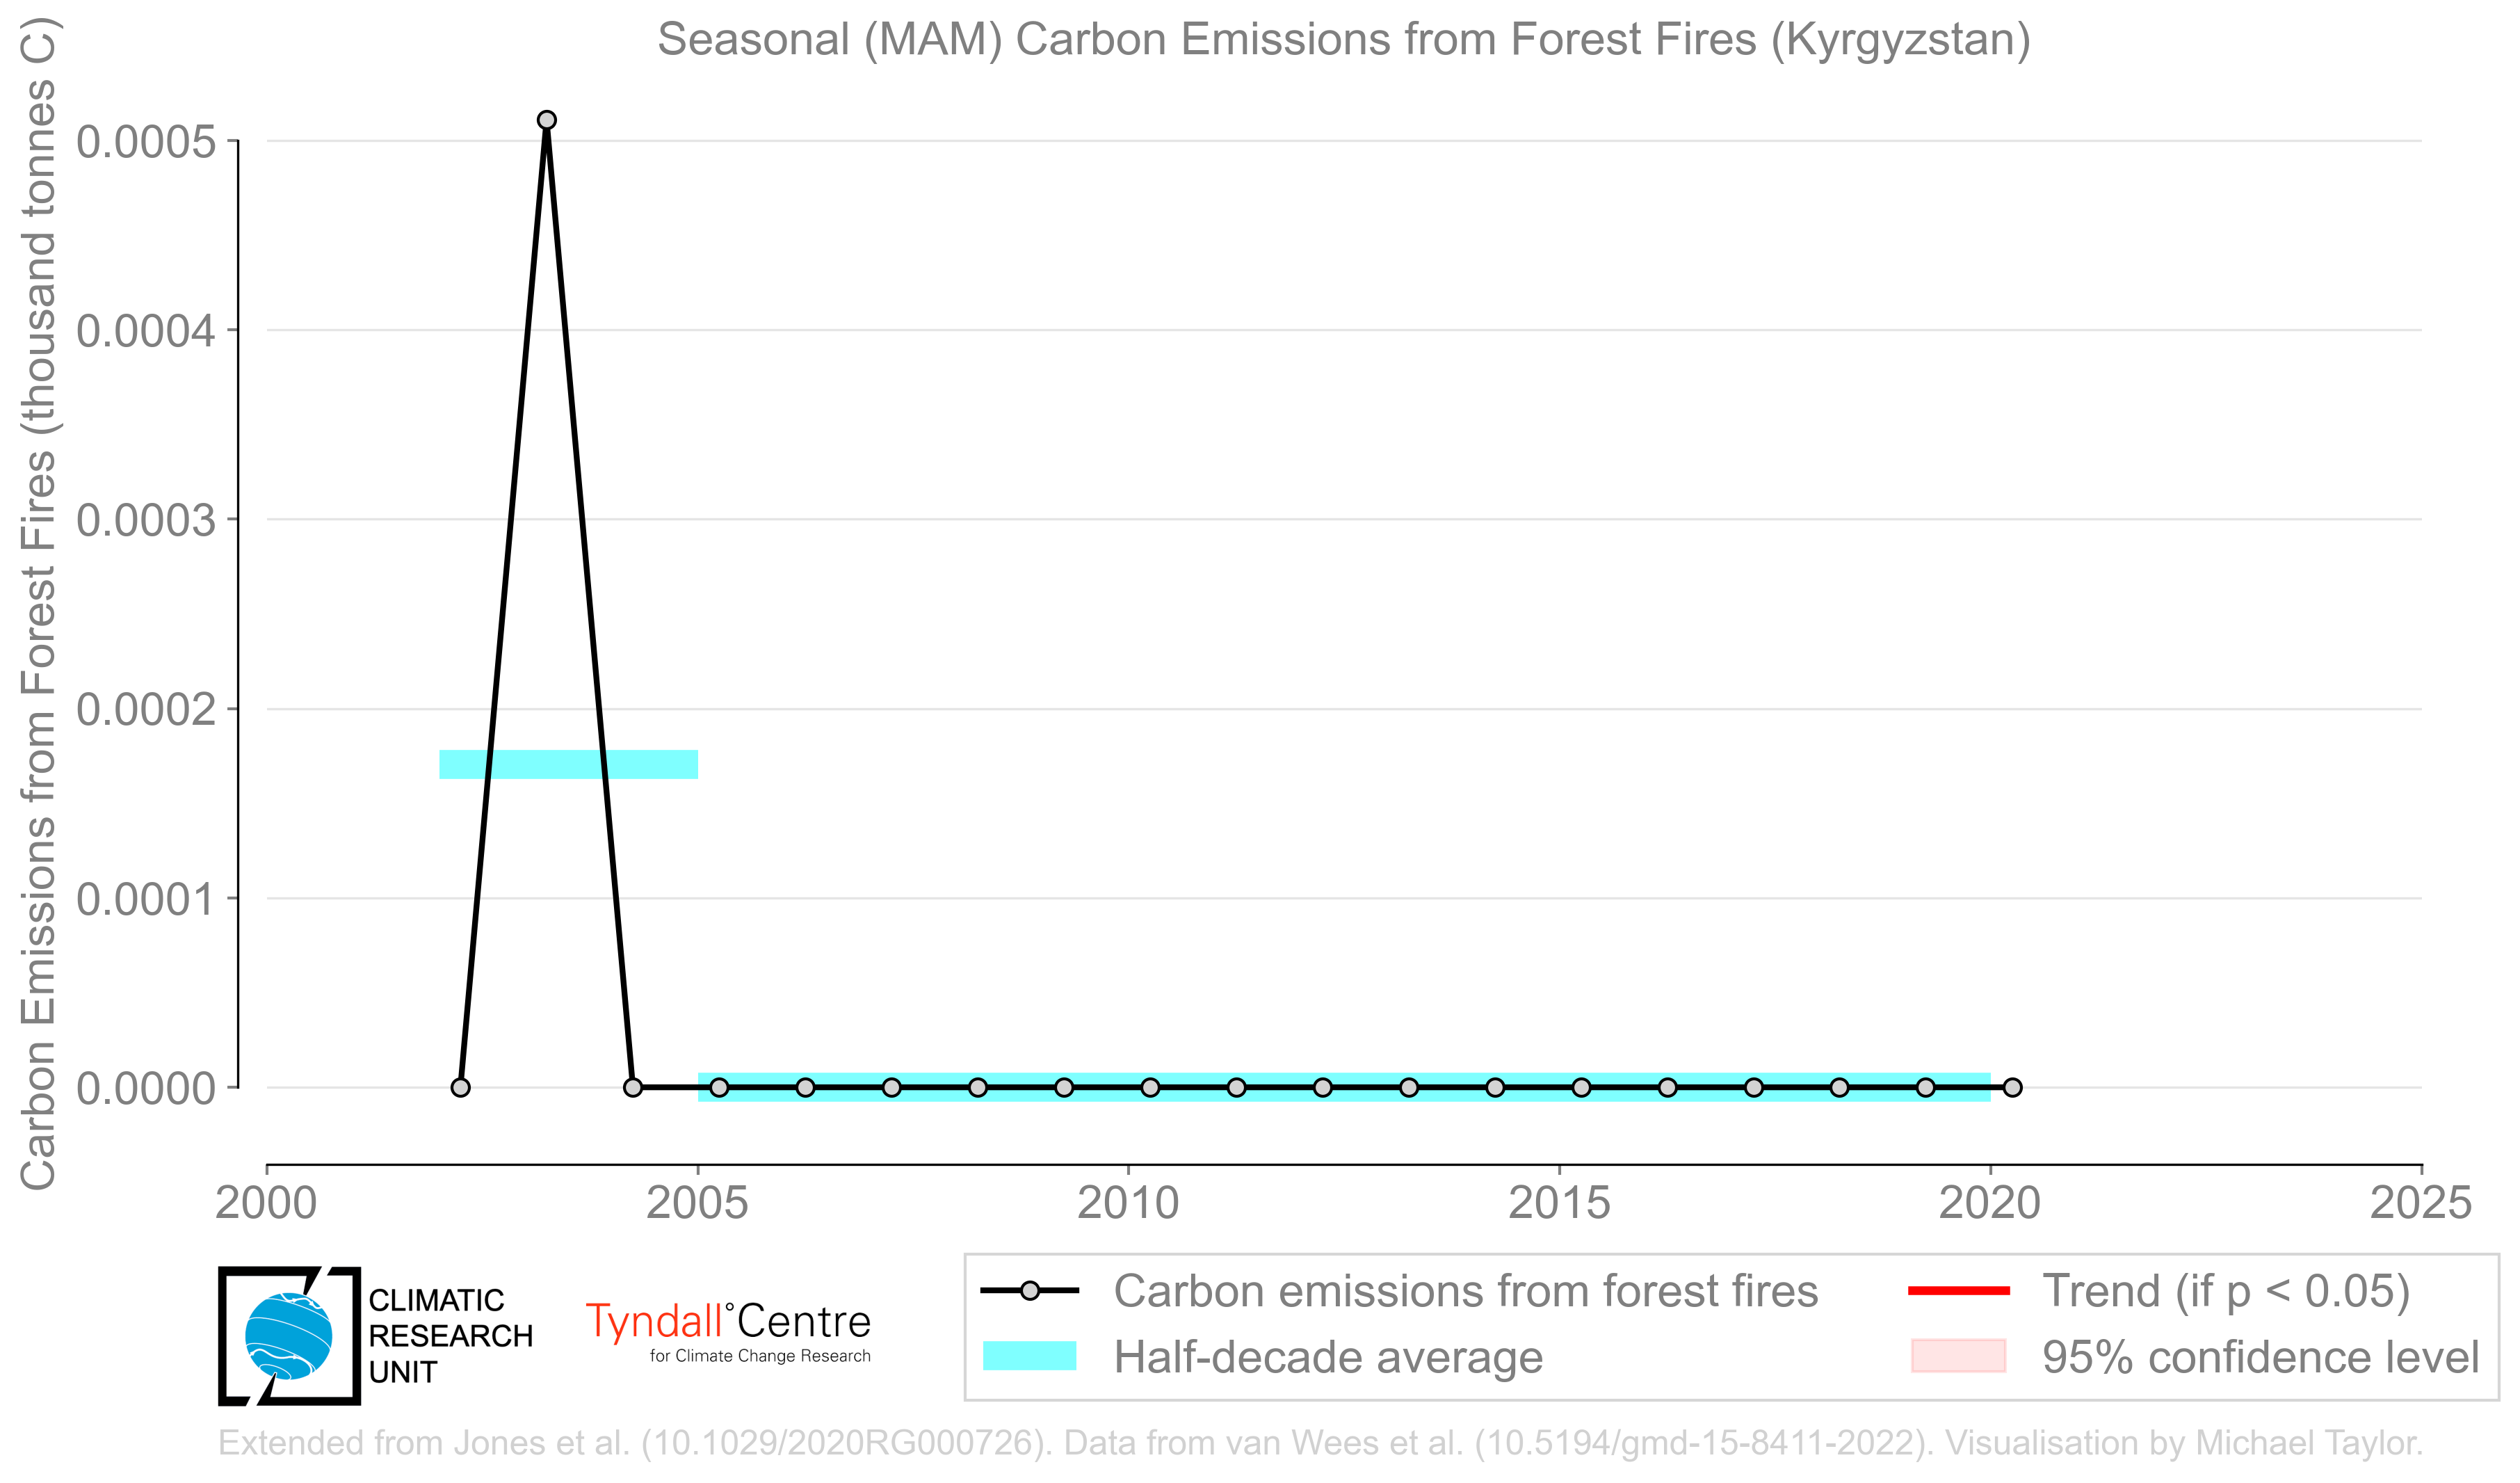 Seasonal (MAM) Carbon Emissions from Forest Fires (Kyrgyzstan)
Carbon Emissions from Forest Fires (thousand tonnes C)
0.0005
0.0004
0.0003
0.0002
0.0001
0.0000
2000 2005 2010 2015 2020 2025
CLIMATIC
RESEARCH
UNIT
Tyndall°Centre
for Climate Change Research
Carbon emissions from forest fires
Half-decade average
Trend (if p < 0.05)
95% confidence level
Extended from Jones et al. (10.1029/2020RG000726). Data from van Wees et al. (10.5194/gmd-15-8411-2022). Visualisation by Michael Taylor.